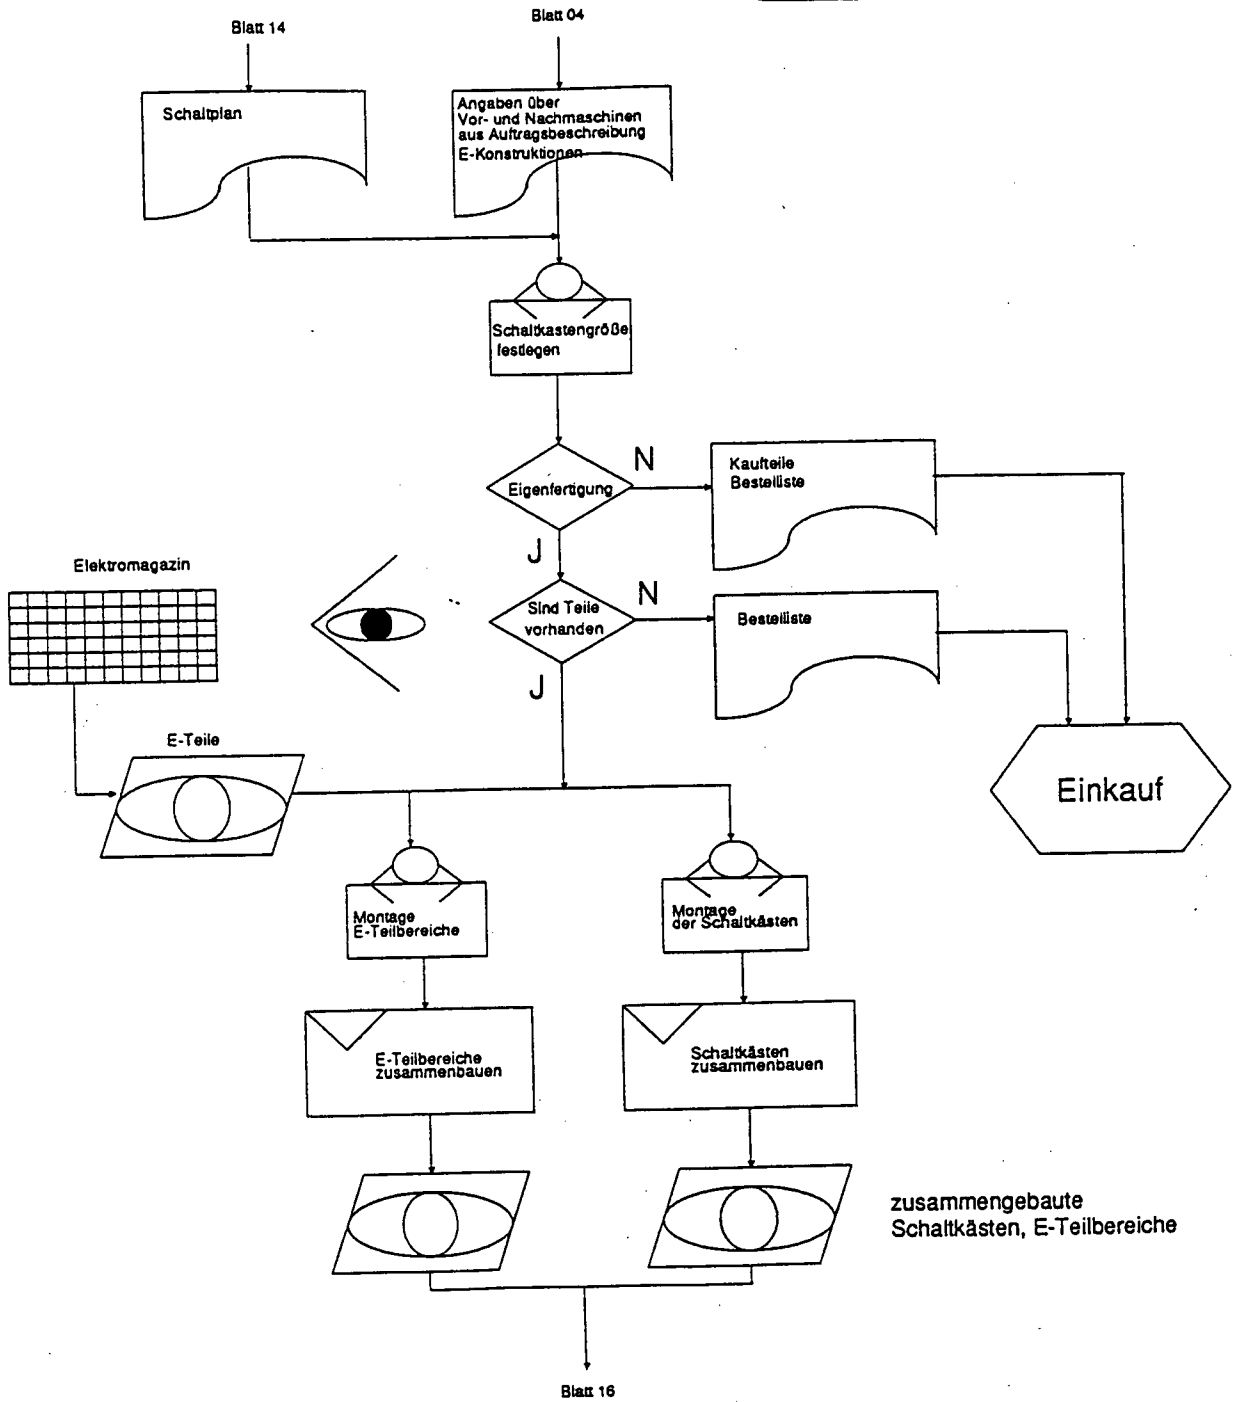 Blatt 14
Blatt 04
Schaltplan
Angaben über
Vor- und Nachmaschinen
aus Auftragsbeschreibung
E-Konstruktionen
Schaltkastengröße
festlegen
Eigenfertigung
N
Kaufteile
Bestelliste
J
Elektromagazin
Sind Teile
vorhanden
N
Bestelliste
J
E-Teile
Einkauf
Montage
E-Teilbereiche
Montage
der Schaltkästen
E-Teilbereiche
zusammenbauen
Schaltkästen
zusammenbauen
zusammengebaute
Schaltkästen, E-Teilbereiche
Blatt 16